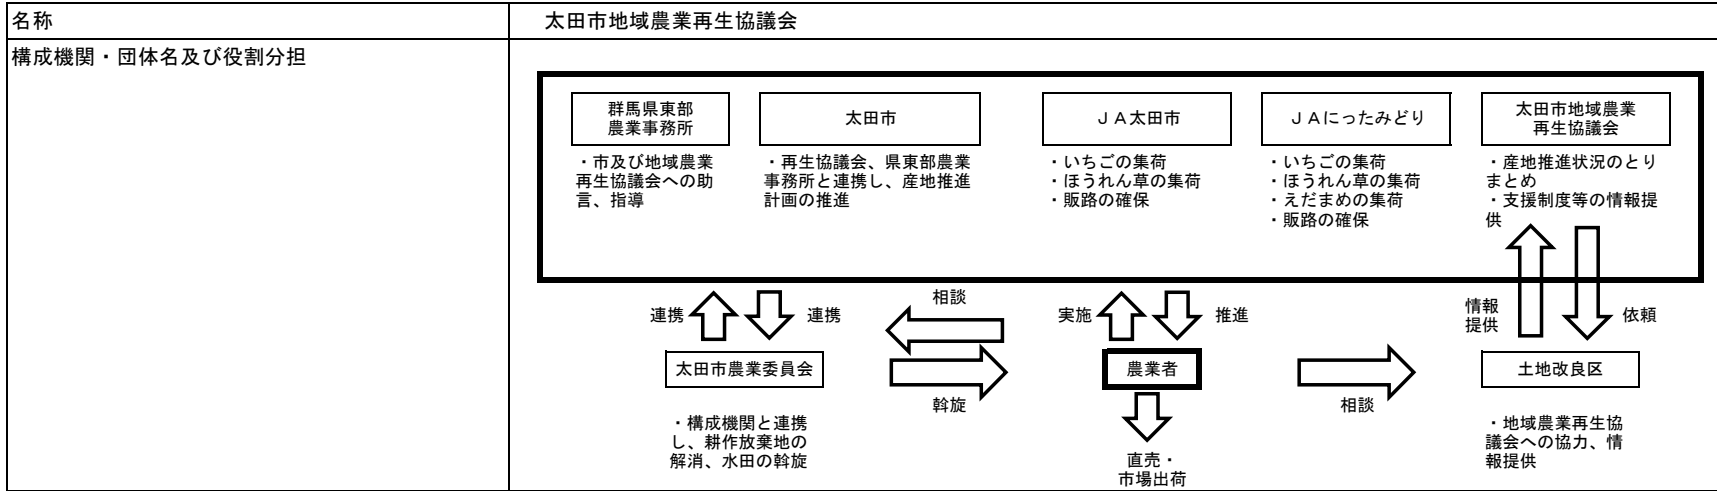 名称
太田市地域農業再生協議会
構成機関・団体名及び役割分担
群馬県東部
農業事務所
太田市
ＪＡ太田市
ＪＡにったみどり
太田市地域農業
再生協議会
・市及び地域農業
再生協議会への助
言、指導
・再生協議会、県東部農業
事務所と連携し、産地推進
計画の推進
・いちごの集荷
・ほうれん草の集荷
・販路の確保
・いちごの集荷
・ほうれん草の集荷
・えだまめの集荷
・販路の確保
・産地推進状況のとり
まとめ
・支援制度等の情報提
供
連携
連携
相談
実施
推進
情報
提供
依頼
太田市農業委員会
農業者
土地改良区
斡旋
相談
・構成機関と連携
し、耕作放棄地の
解消、水田の斡旋
直売・
市場出荷
・地域農業再生協
議会への協力、情
報提供